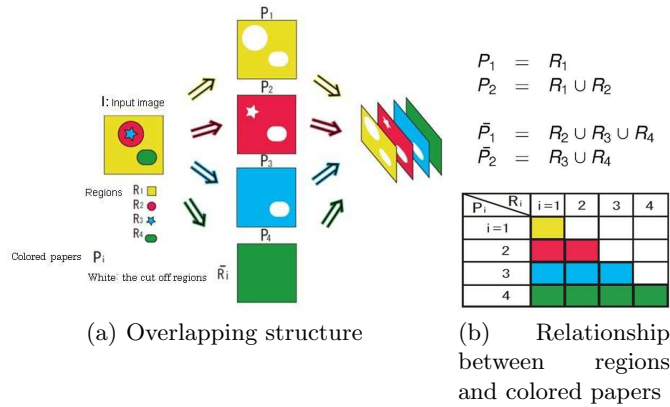 P1
I: Input image
P2
P3
Regions R1
R2
R3
R4
P4
Colored papers Pi
White: the cut off regions R̄i
P1 = R1
P2 = R1 ∪ R2
P̄1 = R2 ∪ R3 ∪ R4
P̄2 = R3 ∪ R4
Pi Ri i=1 2 3 4
i=1
2
3
4
(a) Overlapping structure
(b) Relationship
between regions
and colored papers